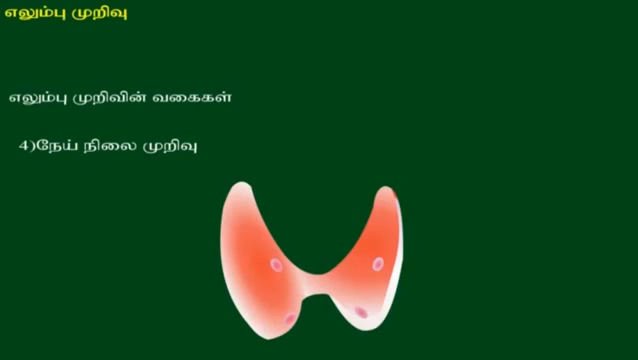 எலும்பு முறிவு
எலும்பு முறிவின் வகைகள்
4)நேய் நிலை முறிவு